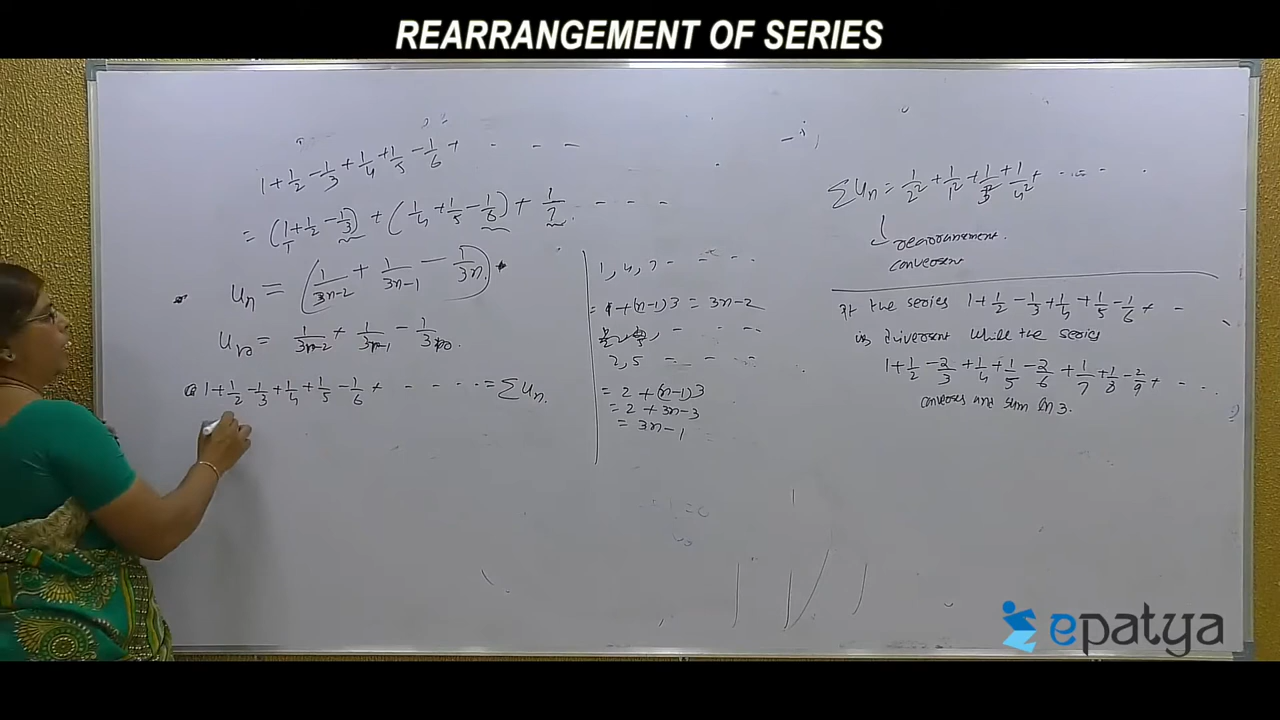 REARRANGEMENT OF SERIES
1 + 1/2 - 1/3 + 1/4 + 1/5 - 1/6 + - - -
= (1/1 + 1/2 - 1/3) + (1/4 + 1/5 - 1/6) + 1/7 - - - -
un = (1/3n-2 + 1/3n-1 - 1/3n)
un = 1/3n-2 + 1/3n-1 - 1/3n
1 + 1/2 - 1/3 + 1/4 + 1/5 - 1/6 + - - - - - = Σun
1, 4, 7 - - - - -
= 1 + (n-1)3 = 3n-2
2, 5 - - - -
= 2 + (n-1)3
= 2 + 3n-3
= 3n-1
Σun = 1/2² + 1/1² + 1/3² + 1/4² + - - - -
↓ rearrangement
convergent
the series 1 + 1/2 - 1/3 + 1/4 + 1/5 - 1/6 + - -
is divergent while the series
1 + 1/2 - 2/3 + 1/4 + 1/5 - 2/6 + 1/7 + 1/8 - 2/9 + - - -
and sum ln 3.
epatya